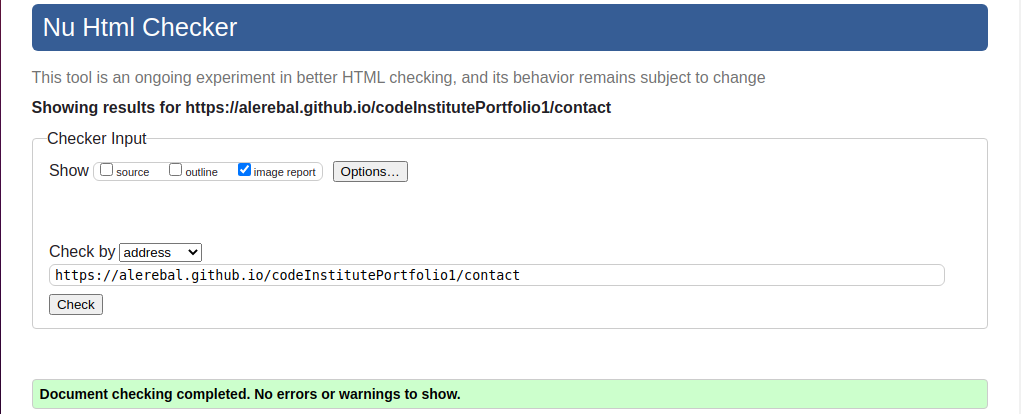 Nu Html Checker
This tool is an ongoing experiment in better HTML checking, and its behavior remains subject to change
Showing results for https://alerebal.github.io/codeInstitutePortfolio1/contact
Checker Input
Show source outline image report Options...
Check by address
https://alerebal.github.io/codeInstitutePortfolio1/contact
Check
Document checking completed. No errors or warnings to show.